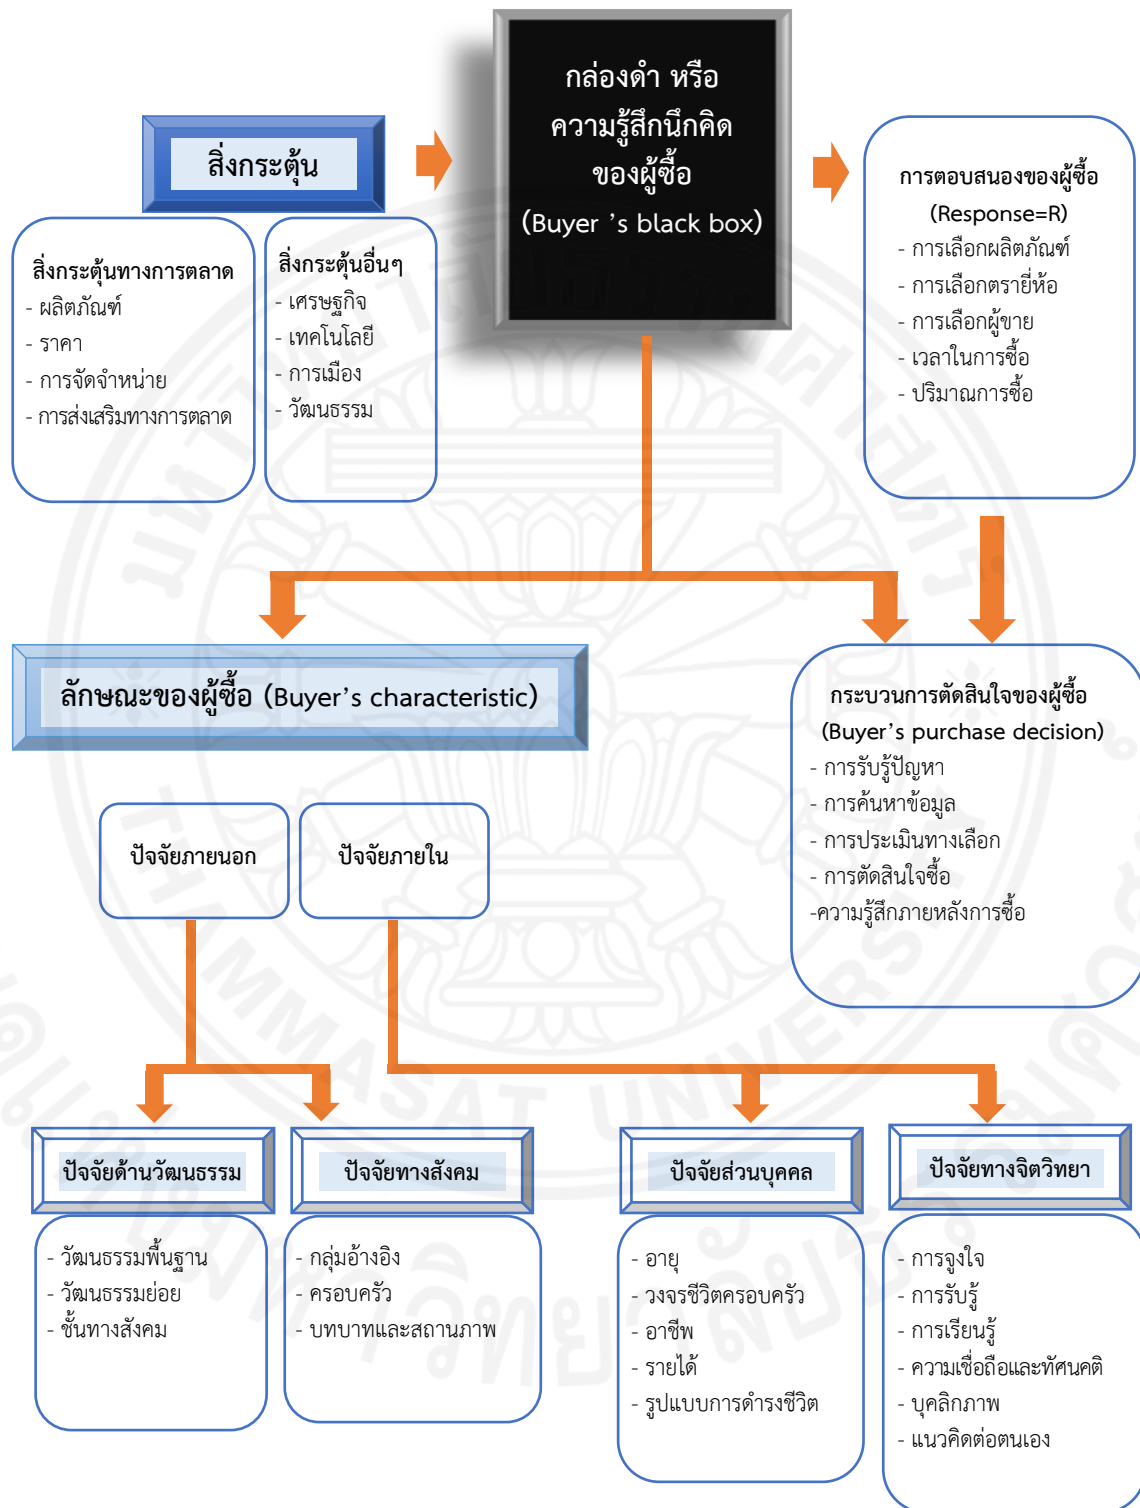 กล่องดำ หรือ
ความรู้สึกนึกคิด
ของผู้ซื้อ
(Buyer ’s black box)
สิ่งกระตุ้น
สิ่งกระตุ้นทางการตลาด
- ผลิตภัณฑ์
- ราคา
- การจัดจำหน่าย
- การส่งเสริมทางการตลาด
สิ่งกระตุ้นอื่นๆ
- เศรษฐกิจ
- เทคโนโลยี
- การเมือง
- วัฒนธรรม
การตอบสนองของผู้ซื้อ
(Response=R)
- การเลือกผลิตภัณฑ์
- การเลือกตรายี่ห้อ
- การเลือกผู้ขาย
- เวลาในการซื้อ
- ปริมาณการซื้อ
ลักษณะของผู้ซื้อ (Buyer’s characteristic)
กระบวนการตัดสินใจของผู้ซื้อ
(Buyer’s purchase decision)
- การรับรู้ปัญหา
- การค้นหาข้อมูล
- การประเมินทางเลือก
- การตัดสินใจซื้อ
-ความรู้สึกภายหลังการซื้อ
ปัจจัยภายนอก
ปัจจัยภายใน
ปัจจัยด้านวัฒนธรรม
- วัฒนธรรมพื้นฐาน
- วัฒนธรรมย่อย
- ชั้นทางสังคม
ปัจจัยทางสังคม
- กลุ่มอ้างอิง
- ครอบครัว
- บทบาทและสถานภาพ
ปัจจัยส่วนบุคคล
- อายุ
- วงจรชีวิตครอบครัว
- อาชีพ
- รายได้
- รูปแบบการดำรงชีวิต
ปัจจัยทางจิตวิทยา
- การจูงใจ
- การรับรู้
- การเรียนรู้
- ความเชื่อถือและทัศนคติ
- บุคลิกภาพ
- แนวคิดต่อตนเอง
THAMMASAT UNIVERSITY